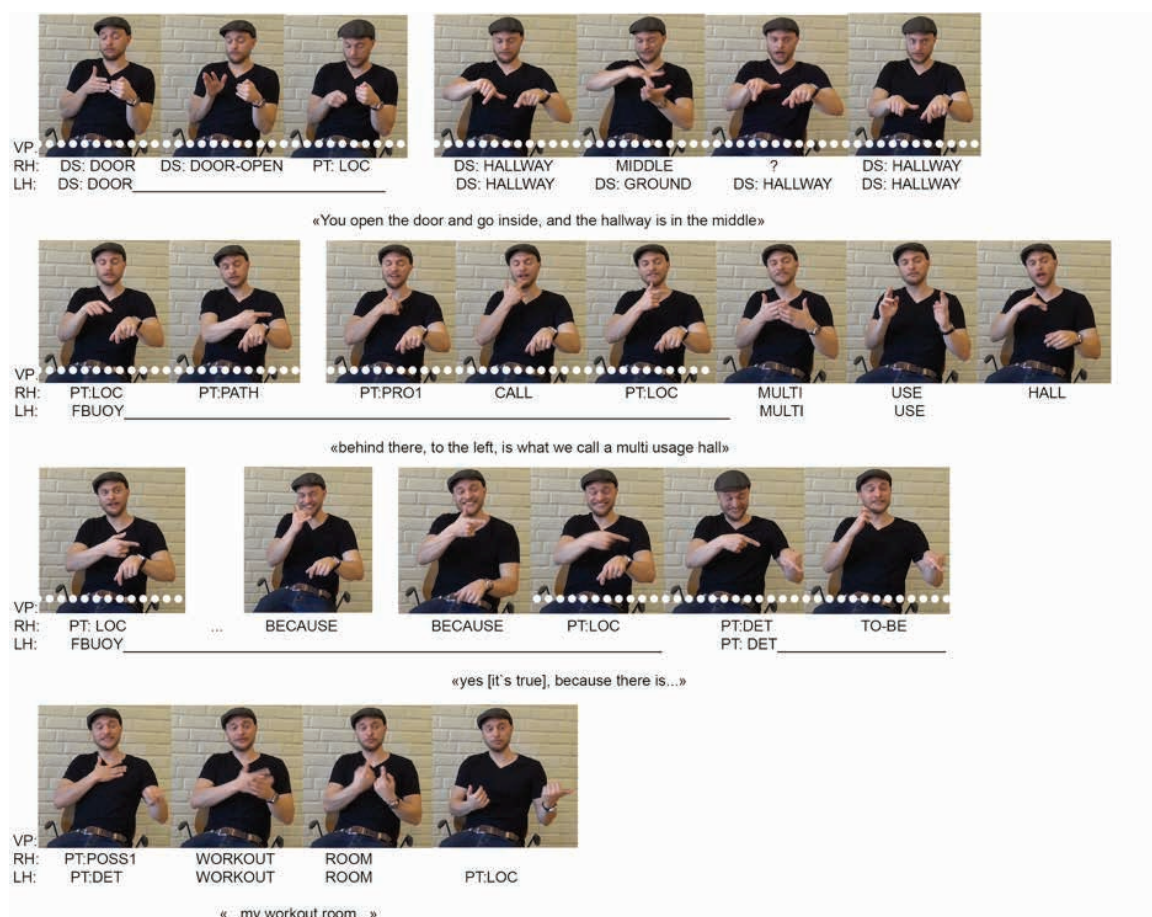 VP.
RH: DS: DOOR DS: DOOR-OPEN PT: LOC DS: HALLWAY MIDDLE ? DS: HALLWAY
LH: DS: DOOR DS: HALLWAY DS: GROUND DS: HALLWAY DS: HALLWAY
«You open the door and go inside, and the hallway is in the middle»
VP.
RH: PT:LOC PT:PATH PT:PRO1 CALL PT:LOC MULTI USE HALL
LH: FBUOY MULTI USE
«behind there, to the left, is what we call a multi usage hall»
VP:
RH: PT: LOC ... BECAUSE BECAUSE PT:LOC PT:DET TO-BE
LH: FBUOY PT: DET
«yes [it`s true], because there is...»
VP:
RH: PT:POSS1 WORKOUT ROOM
LH: PT:DET WORKOUT ROOM PT:LOC
«...my workout room...»